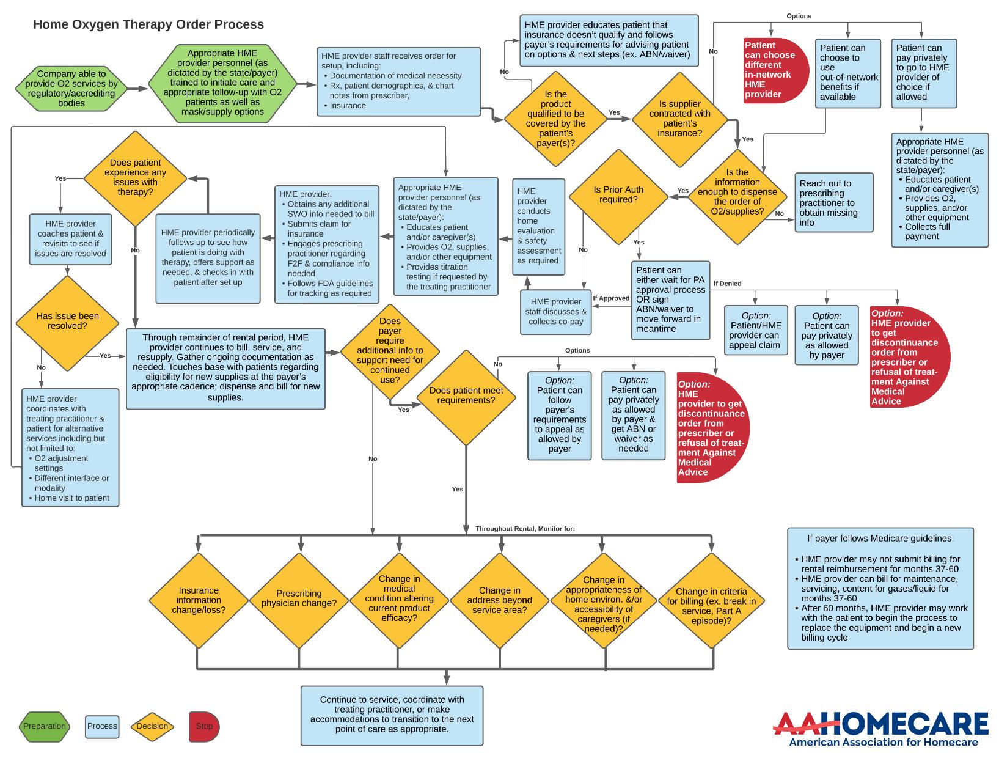 Home Oxygen Therapy Order Process
Company able to
provide O2 services by
regulatory/accrediting
bodies
Appropriate HME
provider personnel (as
dictated by the state/payer)
trained to initiate care and
appropriate follow-up with O2
patients as well as
mask/supply options
HME provider staff receives order for
setup, including:
• Documentation of medical necessity
• Rx, patient demographics, & chart
notes from prescriber,
• Insurance
No
HME provider educates patient that
insurance doesn't qualify and follows
payer's requirements for advising patient
on options & next steps (ex. ABN/waiver)
Is the
product
qualified to be
covered by the
patient's
payer(s)?
Yes
Is supplier
contracted with
patient's
insurance?
No
Options
Patient
can choose
different
in-network
HME
provider
Patient can
choose to
use
out-of-network
benefits if
available
Patient can
pay privately
to go to HME
provider of
choice if
allowed
Appropriate HME
provider personnel (as
dictated by the
state/payer):
• Educates patient
and/or caregiver(s)
• Provides O2,
supplies, and/or
other equipment
• Collects full
payment
Yes
Is the
information
enough to dispense
the order of
O2/supplies?
No
Reach out to
prescribing
practitioner to
obtain missing
info
Yes
Is Prior Auth
required?
No
Yes
Patient can
either wait for PA
approval process
OR sign
ABN/waiver to
move forward in
meantime
If Denied
Option:
Patient/HME
provider can
appeal claim
Option:
Patient can
pay privately
as allowed
by payer
Option:
HME provider
to get
discontinuance
order from
prescriber or
refusal of treat-
ment Against
Medical
Advice
If Approved
HME provider
staff discusses &
collects co-pay
HME
provider
conducts
home
evaluation
& safety
assessment
as required
Appropriate HME
provider personnel (as
dictated by the
state/payer):
• Educates patient
and/or caregiver(s)
• Provides O2, supplies,
and/or other equipment
• Provides titration
testing if requested by
the treating practitioner
HME provider:
• Obtains any additional
SWO info needed to bill
• Submits claim for
insurance
• Engages prescribing
practitioner regarding
F2F & compliance info
needed
• Follows FDA guidelines
for tracking as required
HME provider periodically
follows up to see how
patient is doing with
therapy, offers support as
needed, & checks in with
patient after set up
Does patient
experience any
issues with
therapy?
Yes
HME provider
coaches patient &
revisits to see if
issues are resolved
No
Has issue been
resolved?
Yes
No
HME provider
coordinates with
treating practitioner &
patient for alternative
services including but
not limited to:
• O2 adjustment
settings
• Different interface or
modality
• Home visit to patient
Through remainder of rental period, HME
provider continues to bill, service, and
resupply. Gather ongoing documentation as
needed. Touches base with patients regarding
eligibility for new supplies at the payer's
appropriate cadence; dispense and bill for new
supplies.
Does
payer
require
additional info to
support need for
continued
use?
Yes
No
Does patient meet
requirements?
No
Options
Option:
Patient can
follow
payer's
requirements
to appeal as
allowed by
payer
Option:
Patient can
pay privately
as allowed
by payer &
get ABN or
waiver as
needed
Option:
HME
provider to get
discontinuance
order from
prescriber or
refusal of treat-
ment Against
Medical
Advice
Yes
Throughout Rental, Monitor for:
Insurance
information
change/loss?
Prescribing
physician change?
Change in
medical
condition altering
current product
efficacy?
Change in
address beyond
service area?
Change in
appropriateness of
home environ. &/or
accessibility of
caregivers (if
needed)?
Change in criteria
for billing (ex. break in
service, Part A
episode)?
If payer follows Medicare guidelines:
• HME provider may not submit billing for
rental reimbursement for months 37-60
• HME provider can bill for maintenance,
servicing, content for gases/liquid for
months 37-60
• After 60 months, HME provider may work
with the patient to begin the process to
replace the equipment and begin a new
billing cycle
Continue to service, coordinate with
treating practitioner, or make
accommodations to transition to the next
point of care as appropriate.
Preparation
Process
Decision
Stop
AAHOMECARE
American Association for Homecare